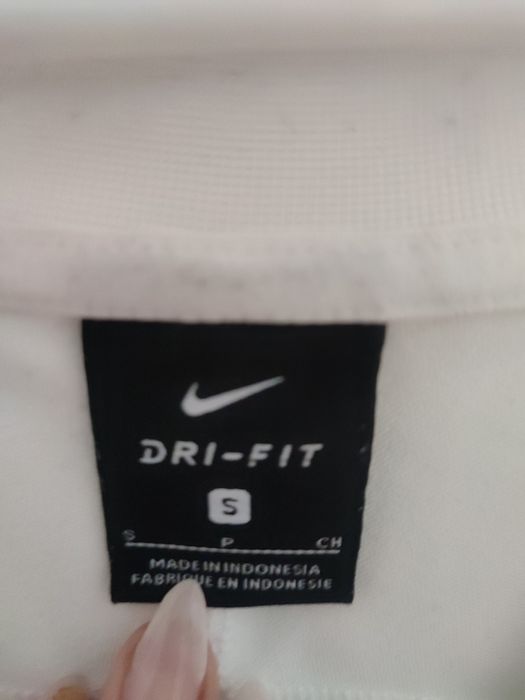 DRI-FIT
S
S P CH
MADE IN INDONESIA
FABRIQUE EN INDONESIE